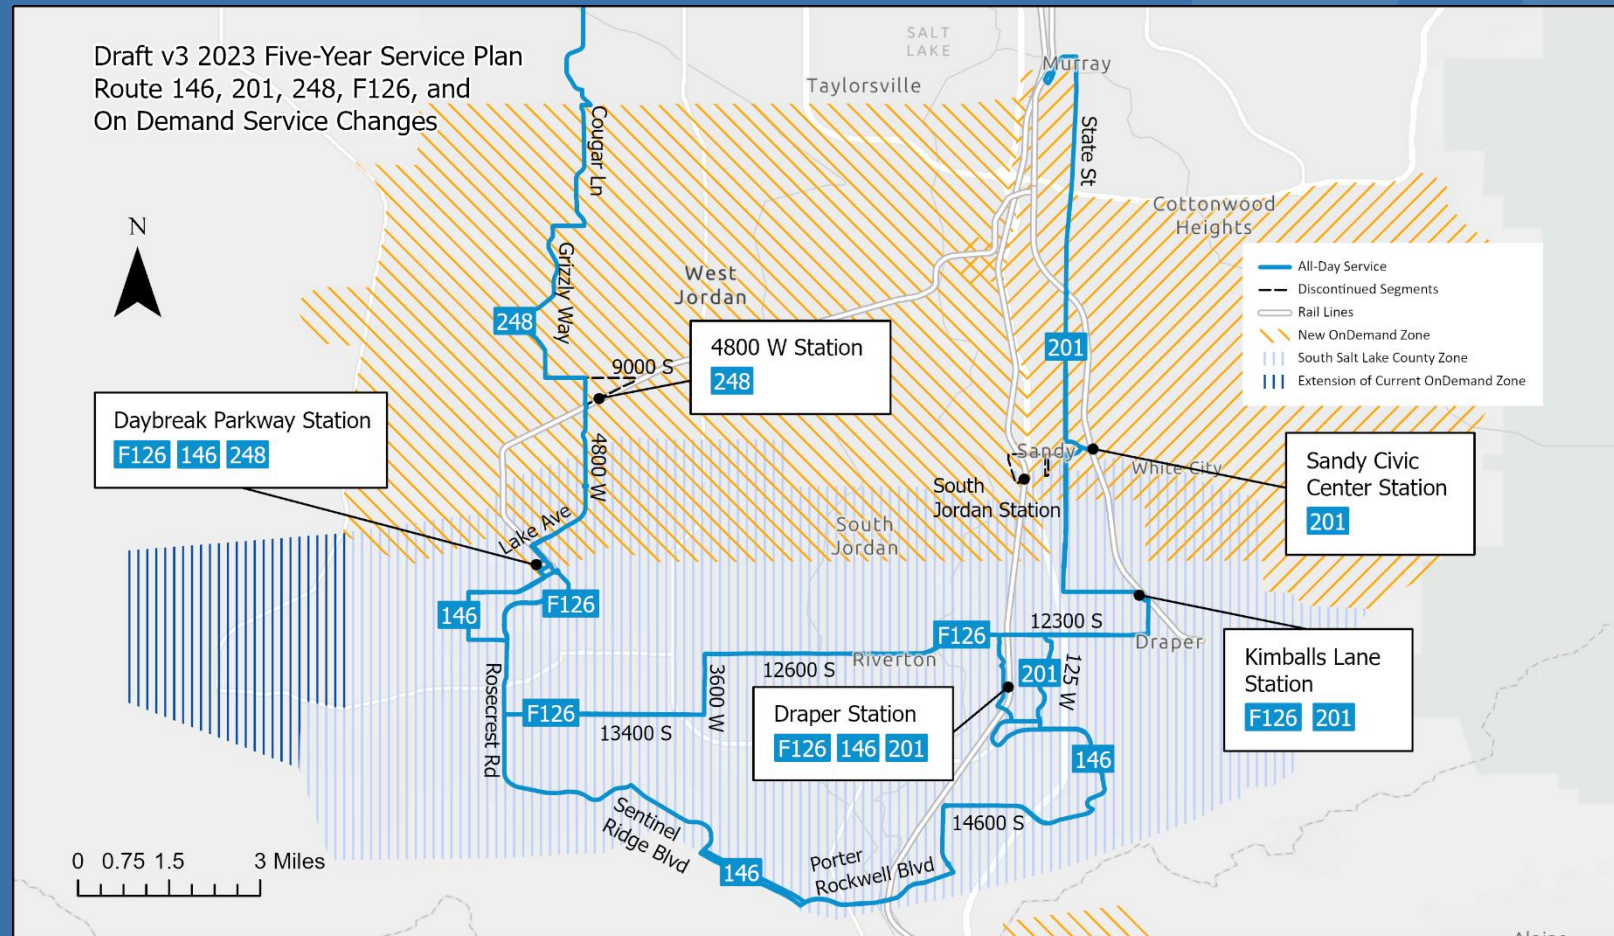 Draft v3 2023 Five-Year Service Plan
Route 146, 201, 248, F126, and
On Demand Service Changes
SALT
LAKE
Murray
Taylorsville
Cougar Ln
State St
N
Cottonwood
Heights
Grizzly Way
West
Jordan
All-Day Service
Discontinued Segments
Rail Lines
New OnDemand Zone
South Salt Lake County Zone
Extension of Current OnDemand Zone
248
201
4800 W Station
248
9000 S
Daybreak Parkway Station
F126 146 248
4800 W
Sandy
White City
Sandy Civic
Center Station
201
South
Jordan Station
South
Jordan
Lake Ave
146
F126
F126
12300 S
Draper
Riverton
12600 S
3600 W
Rosecrest Rd
F126
13400 S
201
125 W
Draper Station
F126 146 201
Kimballs Lane
Station
F126 201
146
14600 S
Sentinel
Ridge Blvd
146
Porter
Rockwell Blvd
0 0.75 1.5 3 Miles